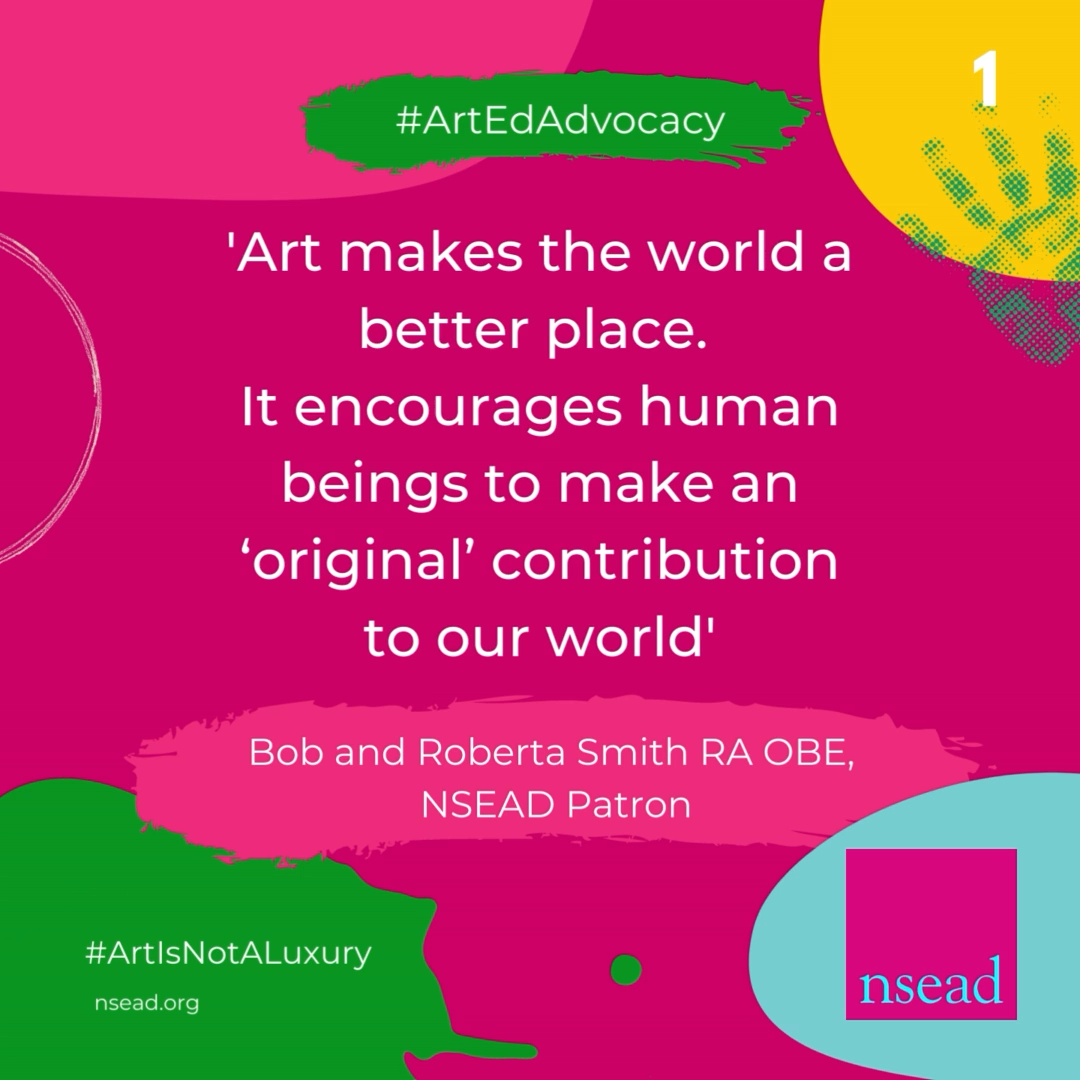 1
#ArtEdAdvocacy
'Art makes the world a
better place.
It encourages human
beings to make an
‘original’ contribution
to our world'
Bob and Roberta Smith RA OBE,
NSEAD Patron
#ArtIsNotALuxury
nsead.org
nsead